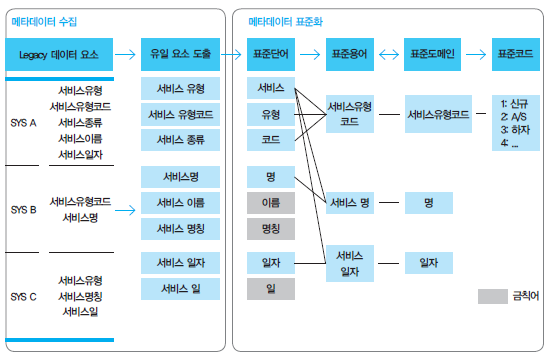 메타데이터 수집
Legacy 데이터 요소
유일 요소 도출
SYS A
서비스유형
서비스유형코드
서비스종류
서비스이름
서비스일자
서비스 유형
서비스 유형코드
서비스 종류
SYS B
서비스유형코드
서비스명
서비스명
서비스 이름
서비스 명칭
SYS C
서비스유형
서비스명칭
서비스일
서비스 일자
서비스 일
메타데이터 표준화
표준단어
표준용어
표준도메인
표준코드
서비스
유형
코드
서비스유형
코드
서비스유형코드
1: 신규
2: A/S
3: 하자
4: ...
명
이름
명칭
서비스 명
명
일자
일
서비스
일자
일자
금칙어